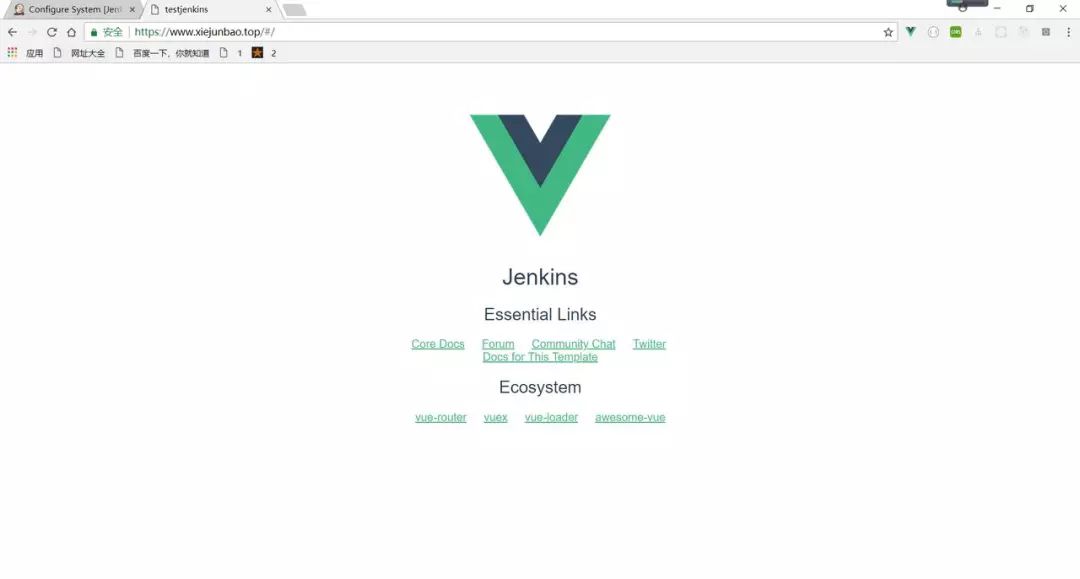 Configure System [Jen
testjenkins
安全 https://www.xiejunbao.top/#/
应用 网址大全 百度一下，你就知道 1 2
Jenkins
Essential Links
Core Docs Forum Community Chat Twitter
Docs for This Template
Ecosystem
vue-router vuex vue-loader awesome-vue